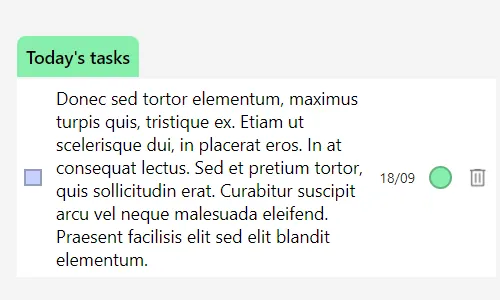 Today's tasks
Donec sed tortor elementum, maximus
turpis quis, tristique ex. Etiam ut
scelerisque dui, in placerat eros. In at
consequat lectus. Sed et pretium tortor,
quis sollicitudin erat. Curabitur suscipit
arcu vel neque malesuada eleifend.
Praesent facilisis elit sed elit blandit
elementum.
18/09